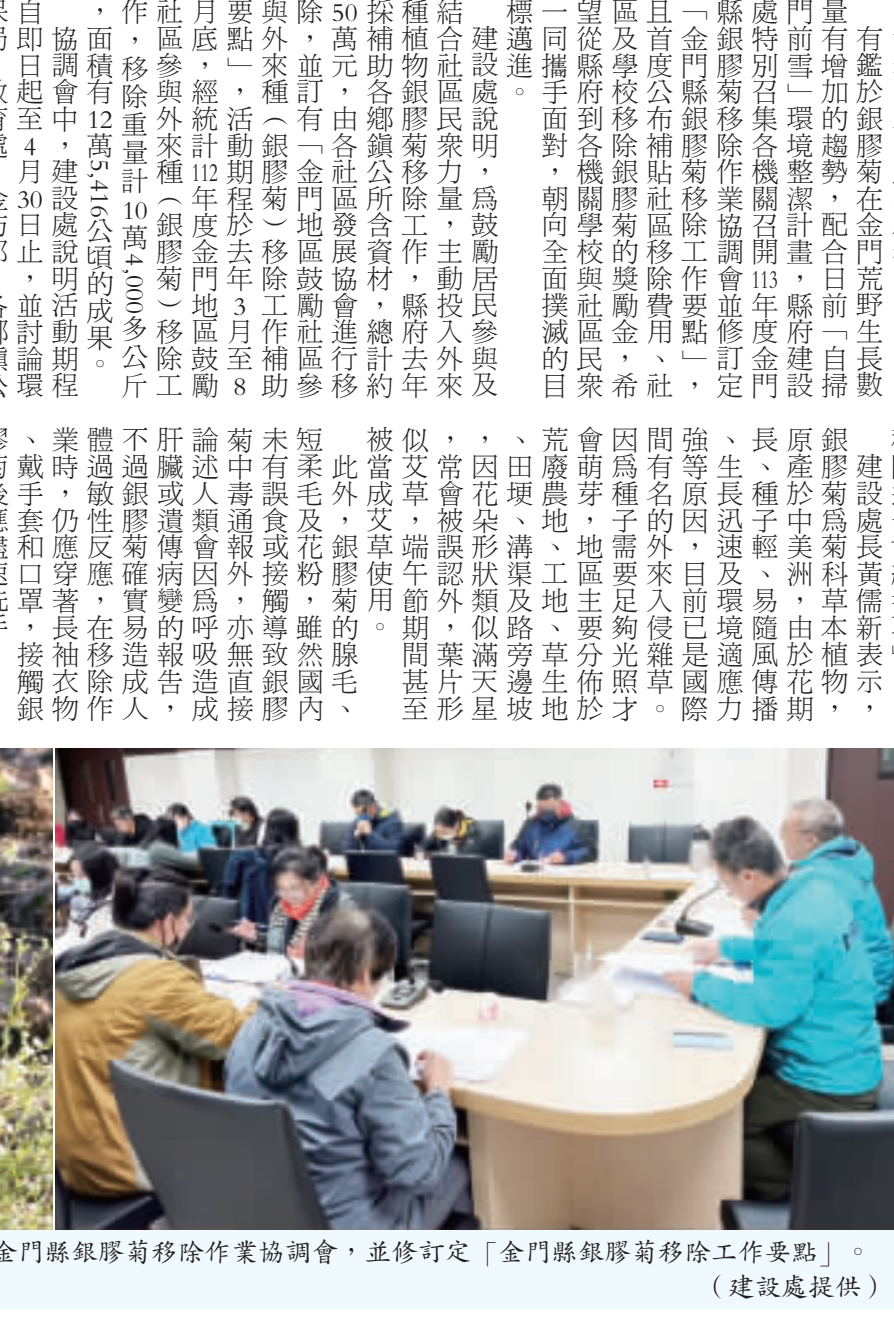 有鑑於銀膠菊在金門荒野生長數
量有增加的趨勢，配合日前「自掃
門前雪」環境整潔計畫，縣府建設
處特別召集各機關召開113年度金門
縣銀膠菊移除作業協調會並修訂定
「金門縣銀膠菊移除工作要點」，
且首度公布補貼社區移除費用、社
區及學校移除銀膠菊的獎勵金，希
望從縣府到各機關學校與社區民衆
一同攜手面對，朝向全面撲滅的目
標邁進。
建設處說明，爲鼓勵居民參與及
結合社區民衆力量，主動投入外來
種植物銀膠菊移除工作，縣府去年
採補助各鄉鎭公所含資材，總計約
50萬元，由各社區發展協會進行移
除，並訂有「金門地區鼓勵社區參
與外來種（銀膠菊）移除工作補助
要點」，活動期程於去年3月至8
月底，經統計112年度金門地區鼓勵
社區參與外來種（銀膠菊）移除工
作，移除重量計10萬4,000多公斤
，面積有12萬5,416公頃的成果。
協調會中，建設處說明活動期程
自即日起至4月30日止，並討論環
建設處長黃儒新表示，
銀膠菊爲菊科草本植物，
原產於中美洲，由於花期
長、種子輕、易隨風傳播
、生長迅速及環境適應力
強等原因，目前已是國際
間有名的外來入侵雜草。
因爲種子需要足夠光照才
會萌芽，地區主要分佈於
荒廢農地、工地、草生地
、田埂、溝渠及路旁邊坡
，因花朵形狀類似滿天星
，常會被誤認外，葉片形
似艾草，端午節期間甚至
被當成艾草使用。
此外，銀膠菊的腺毛、
短柔毛及花粉，雖然國內
未有誤食或接觸導致銀膠
菊中毒通報外，亦無直接
論述人類會因爲呼吸造成
肝臟或遺傳病變的報告，
不過銀膠菊確實易造成人
體過敏性反應，在移除作
業時，仍應穿著長袖衣物
、戴手套和口罩，接觸銀
金門縣銀膠菊移除作業協調會，並修訂定「金門縣銀膠菊移除工作要點」。
（建設處提供）